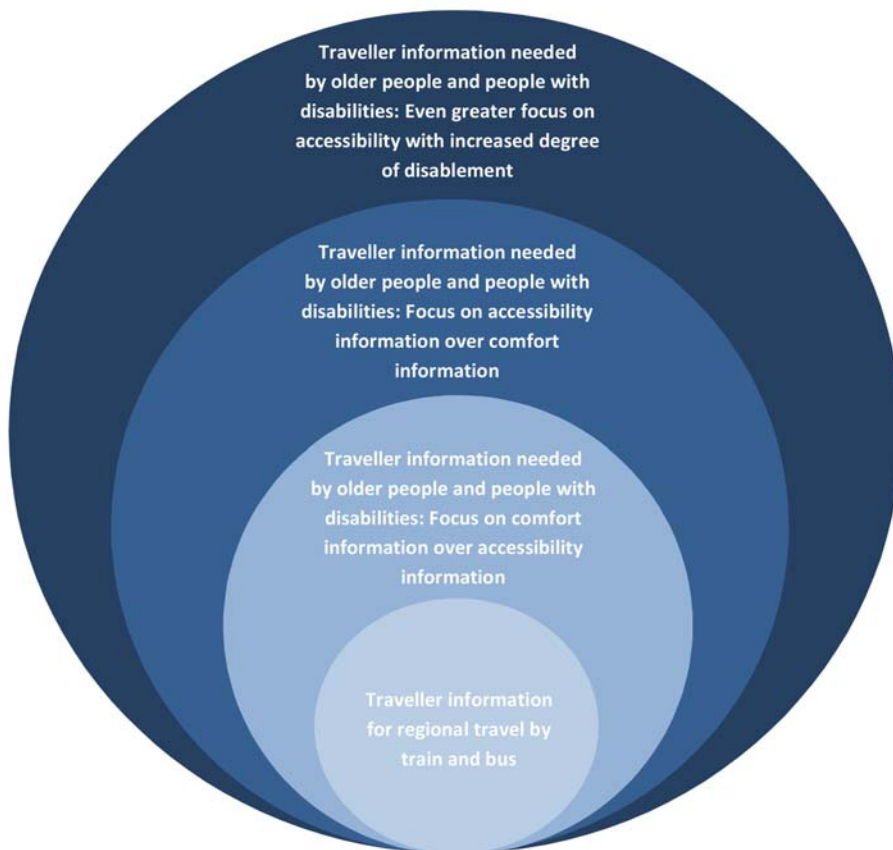 Traveller information needed
by older people and people with
disabilities: Even greater focus on
accessibility with increased degree
of disablement
Traveller information needed
by older people and people with
disabilities: Focus on accessibility
information over comfort
information
Traveller information needed
by older people and people with
disabilities: Focus on comfort
information over accessibility
information
Traveller information
for regional travel by
train and bus